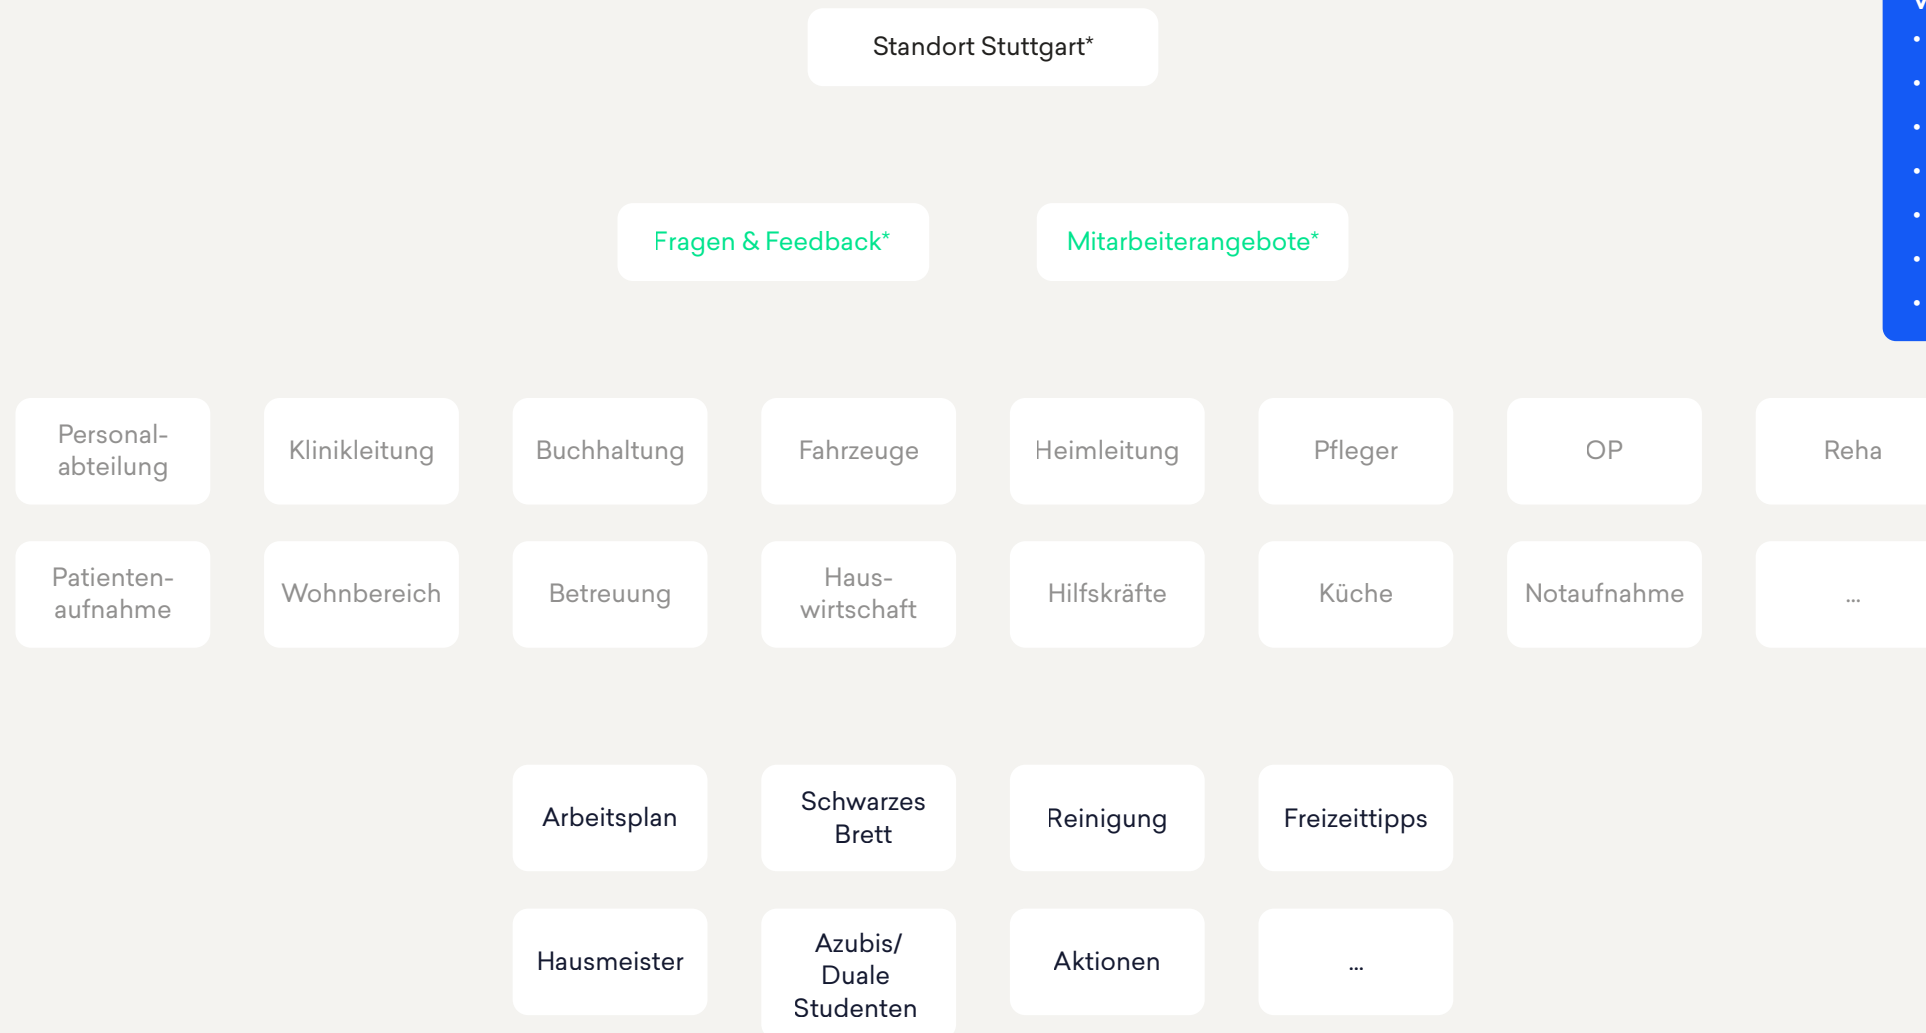 Standort Stuttgart*
Fragen & Feedback*
Mitarbeiterangebote*
Personal-
abteilung
Klinikleitung
Buchhaltung
Fahrzeuge
Heimleitung
Pfleger
OP
Reha
Patienten-
aufnahme
Wohnbereich
Betreuung
Haus-
wirtschaft
Hilfskräfte
Küche
Notaufnahme
...
Arbeitsplan
Schwarzes
Brett
Reinigung
Freizeittipps
Hausmeister
Azubis/
Duale
Studenten
Aktionen
...